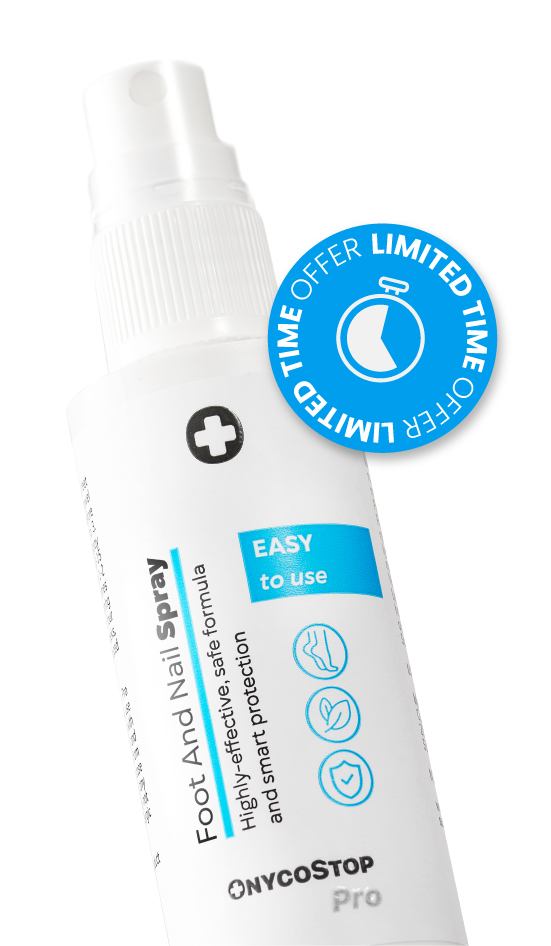 LIMITED TIME OFFER LIMITED TIME OFFER
EASY
to use
Foot And Nail Spray
Highly-effective, safe formula
and smart protection
ONYCOSTOP
Pro